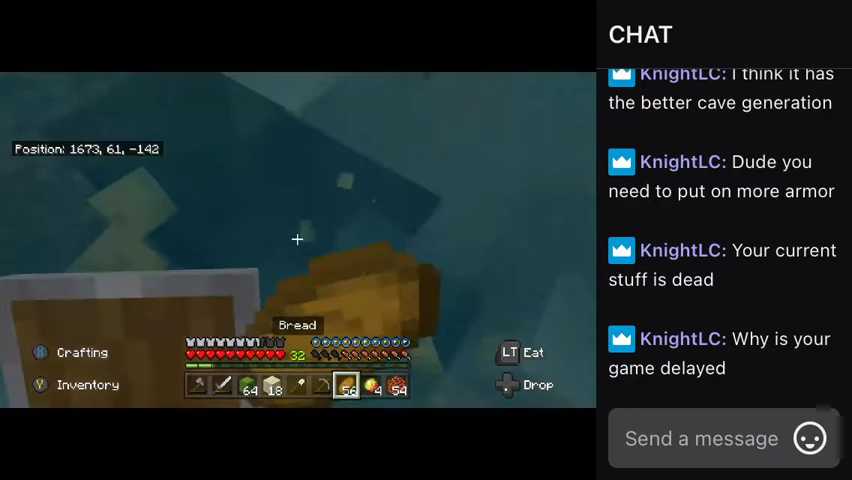 CHAT
KnightLC: I think it has
the better cave generation
KnightLC: Dude you
need to put on more armor
KnightLC: Your current
stuff is dead
KnightLC: Why is your
game delayed
Send a message
Position: 1673, 61, -142
Bread
32
X Crafting
LT Eat
Y Inventory
Drop
64
18
56
4
54